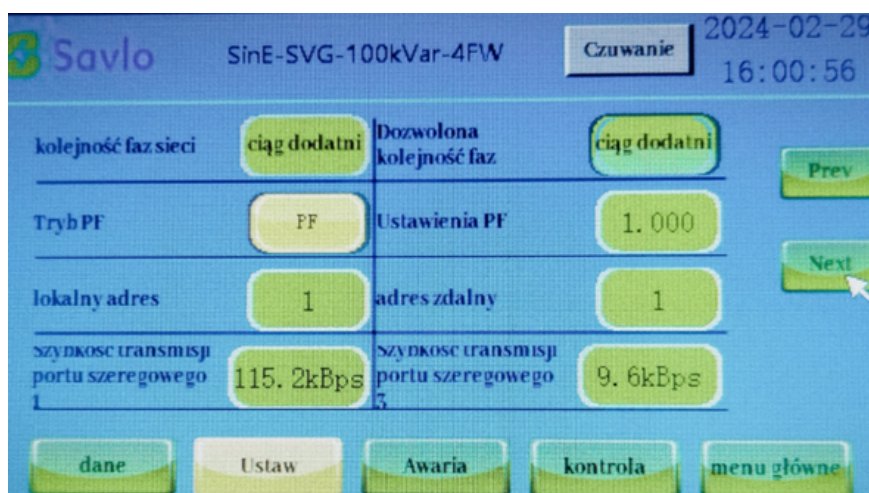 Savlo SinE-SVG-100kVar-4FW Czuwanie 2024-02-29
16:00:56
kolejność faz sieci ciąg dodatni Dozwolona
kolejność faz ciąg dodatni
Prev
Tryb PF PF Ustawienia PF 1.000
Next
lokalny adres 1 adres zdalny 1
szybkość transmisji
portu szeregowego
1 115.2kBps
szybkość transmisji
portu szeregowego
3 9.6kBps
dane Ustaw Awaria kontrola menu główne